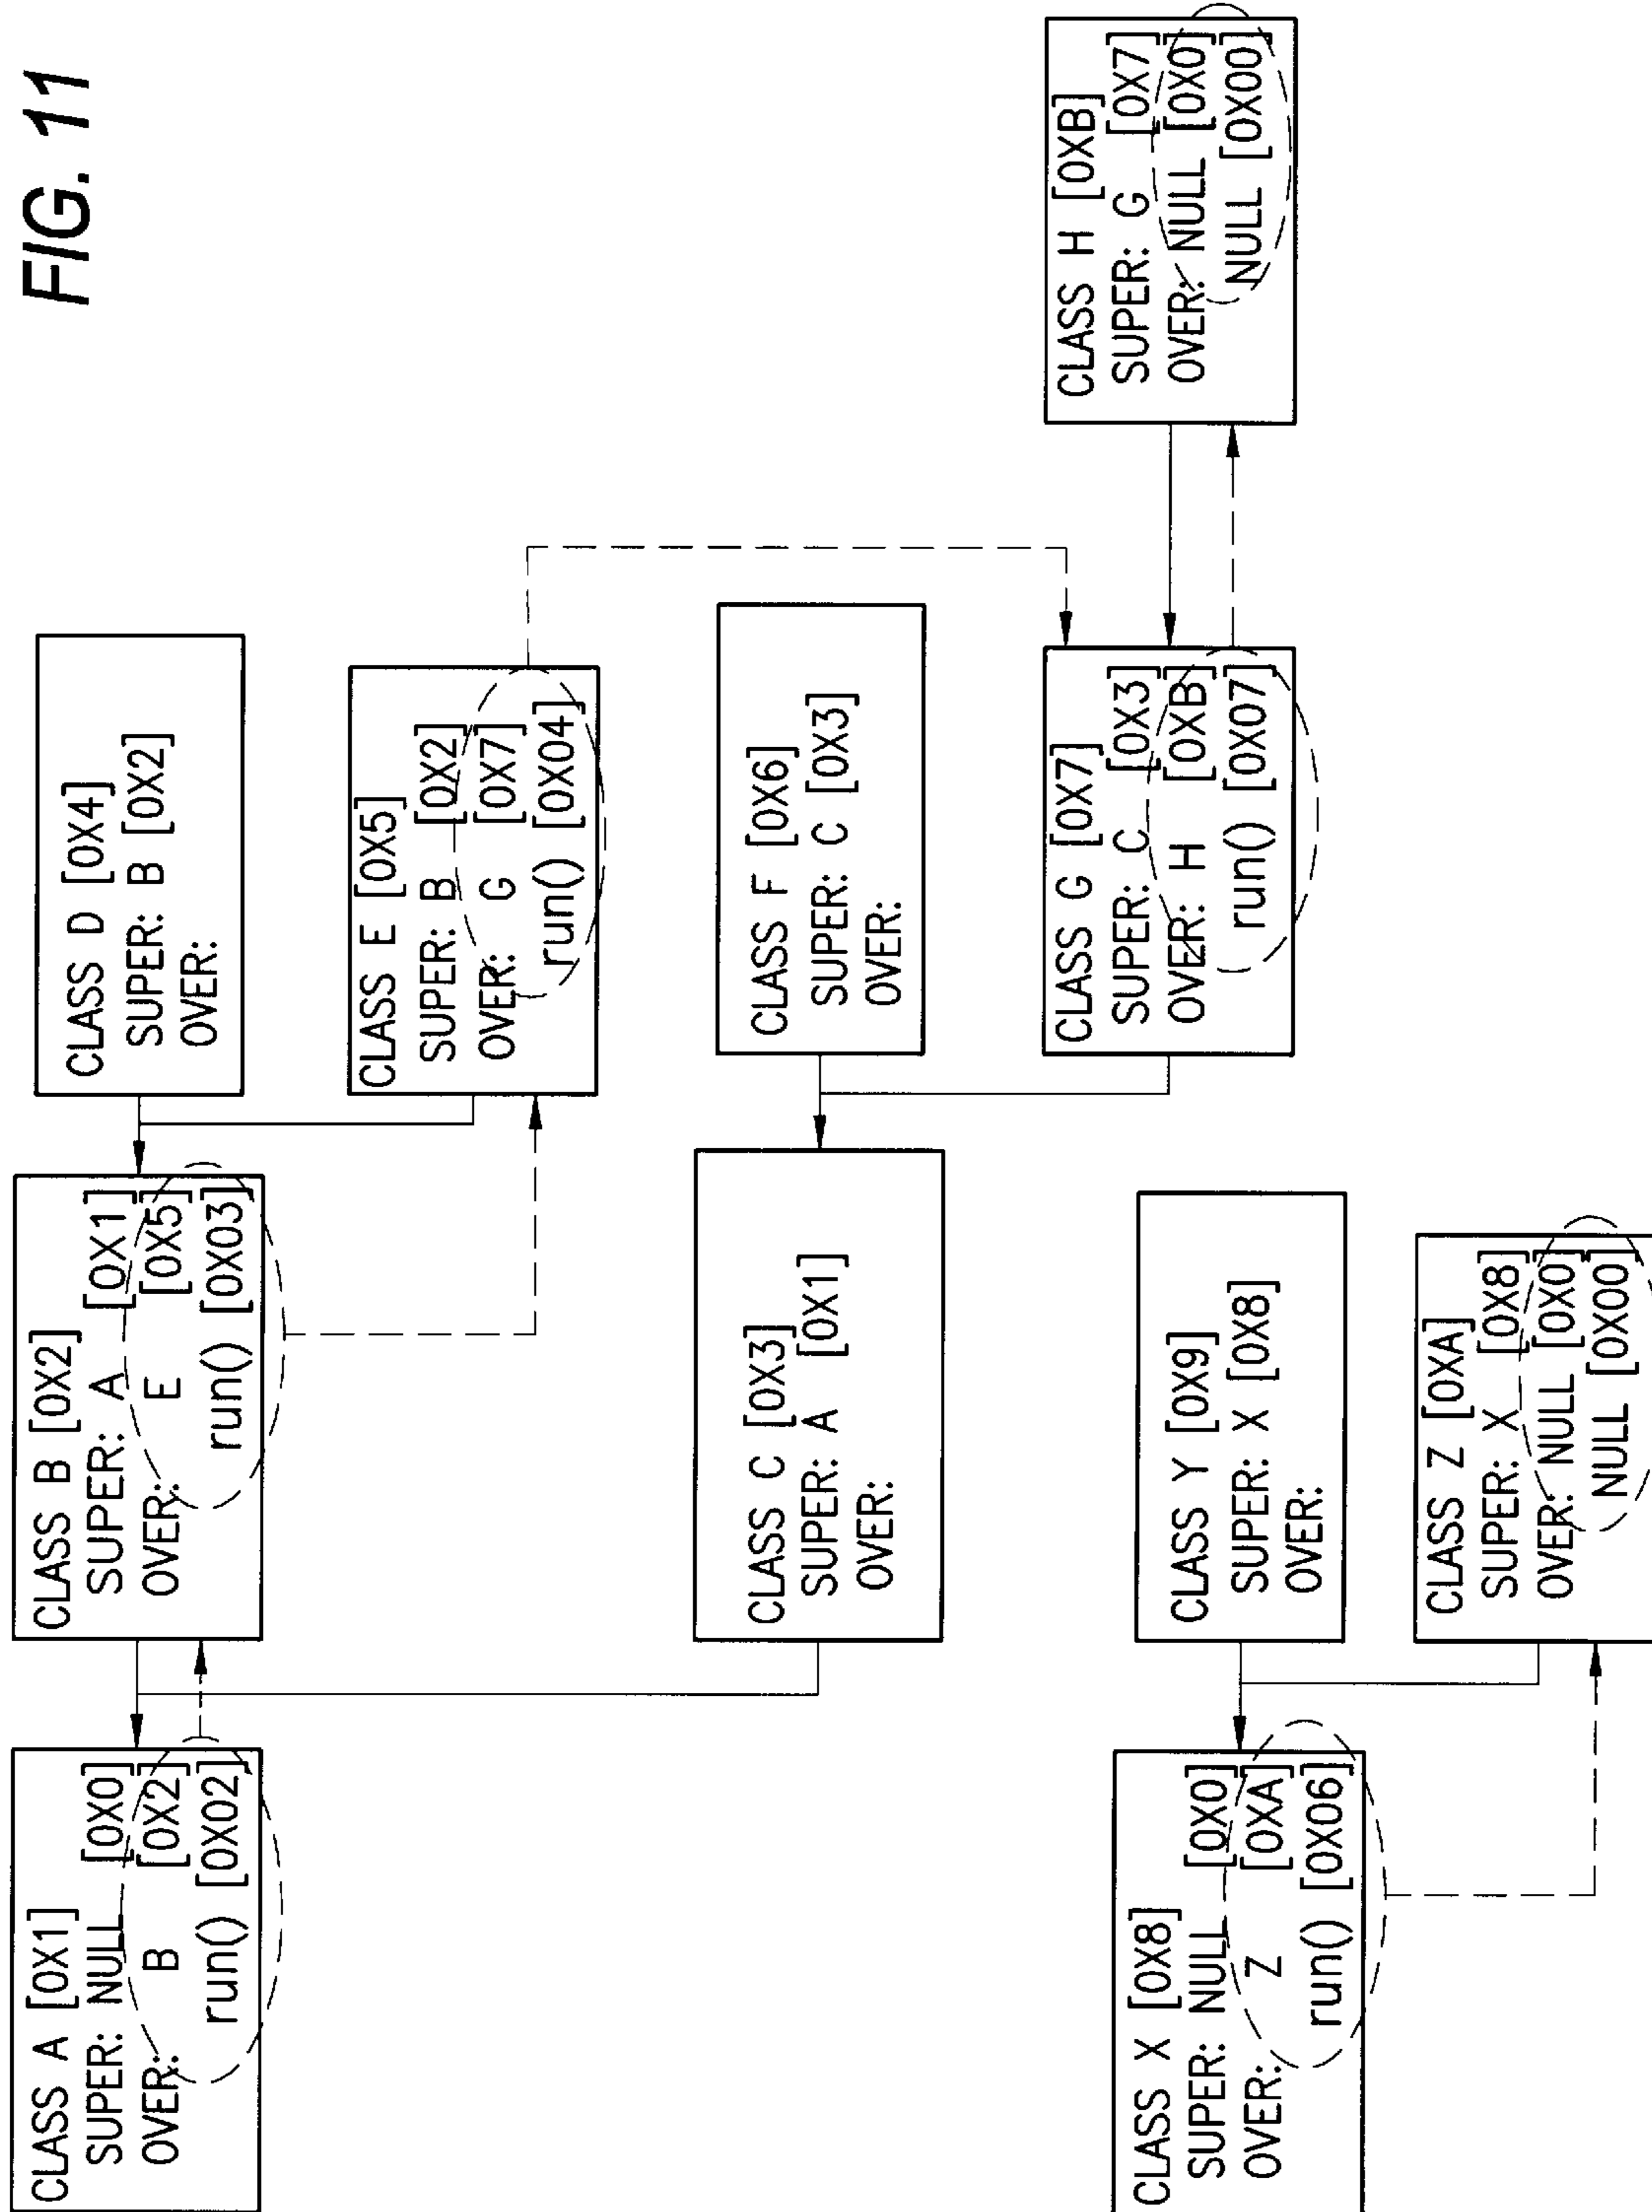 FIG. 11
CLASS A [0X1]
SUPER: NULL [0X0]
OVER: B [0X2]
run() [0X02]
CLASS B [0X2]
SUPER: A [0X1]
OVER: E [0X5]
run() [0X03]
CLASS D [0X4]
SUPER: B [0X2]
OVER:
CLASS E [0X5]
SUPER: B [0X2]
OVER: G [0X7]
run() [0X04]
CLASS C [0X3]
SUPER: A [0X1]
OVER:
CLASS F [0X6]
SUPER: C [0X3]
OVER:
CLASS G [0X7]
SUPER: C [0X3]
OVER: H [0XB]
run() [0X07]
CLASS H [0XB]
SUPER: G [0X7]
OVER: NULL [0X0]
NULL [0X00]
CLASS X [0X8]
SUPER: NULL [0X0]
OVER: Z [0XA]
run() [0X06]
CLASS Y [0X9]
SUPER: X [0X8]
OVER:
CLASS Z [0XA]
SUPER: X [0X8]
OVER: NULL [0X0]
NULL [0X00]